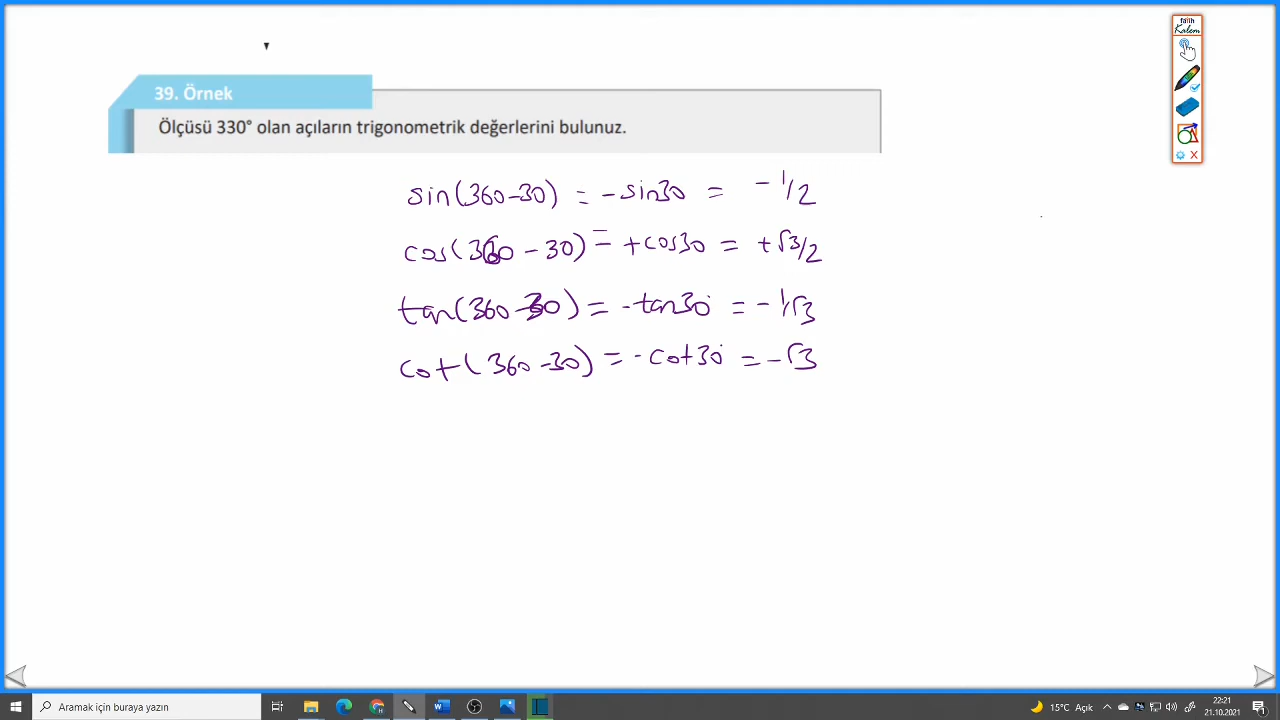 fatih
Kalem
39. Örnek
Ölçüsü 330° olan açıların trigonometrik değerlerini bulunuz.
sin(360-30) = -sin30 = -1/2
cos(360-30) = +cos30 = +√3/2
tan(360-30) = -tan30 = -1/√3
cot(360-30) = -cot30 = -√3
Aramak için buraya yazın
15°C Açık
22:21
21.10.2021